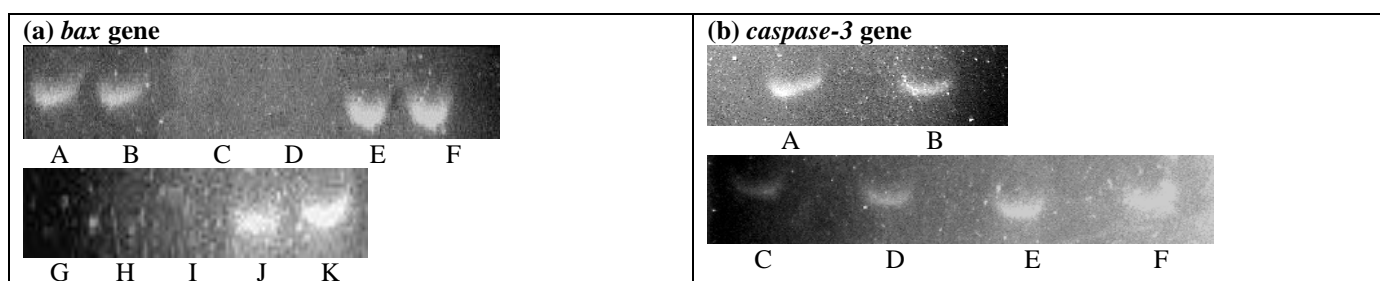 (a) bax gene
A B C D E F
G H I J K
(b) caspase-3 gene
A B
C D E F